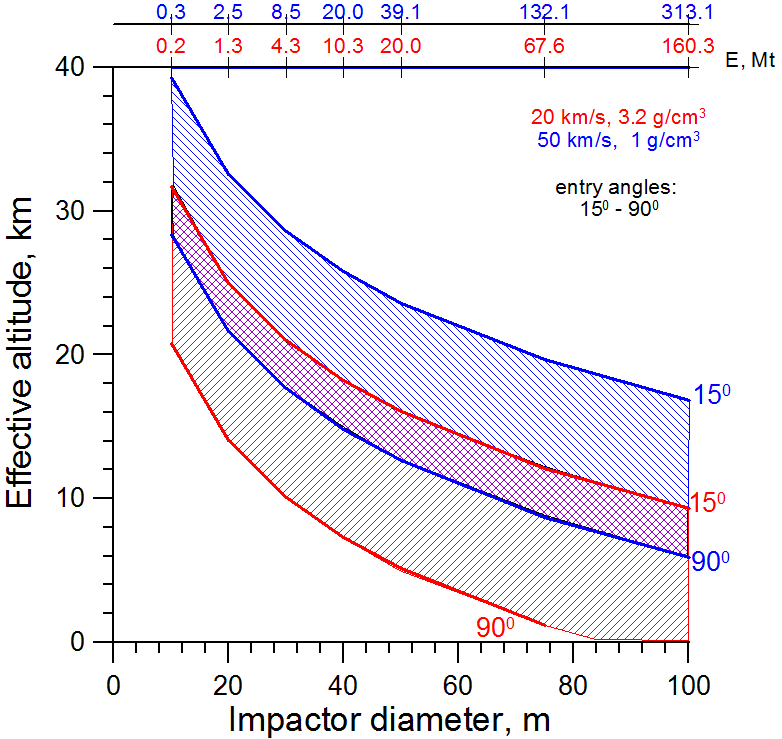 0.3 2.5 8.5 20.0 39.1 132.1 313.1
0.2 1.3 4.3 10.3 20.0 67.6 160.3
E, Mt
40
20 km/s, 3.2 g/cm³
50 km/s, 1 g/cm³
entry angles:
15⁰ - 90⁰
30
20
10
0
Effective altitude, km
15⁰
15⁰
90⁰
90⁰
0 20 40 60 80 100
Impactor diameter, m